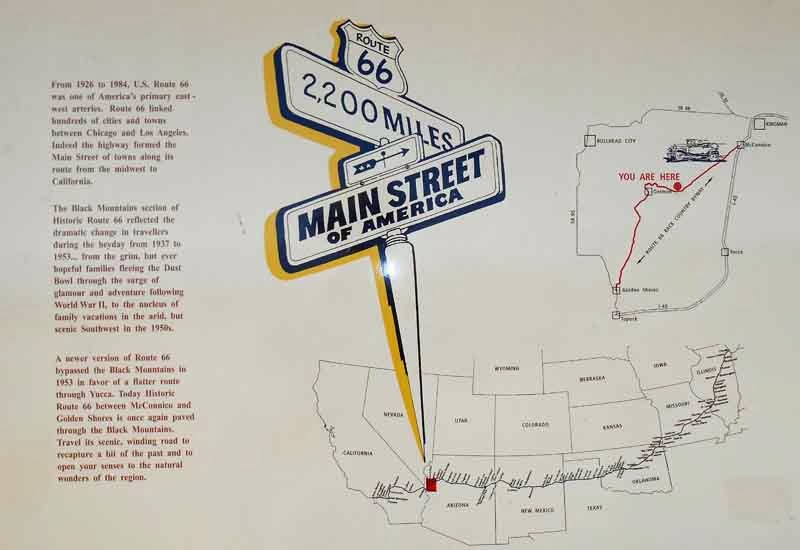 From 1926 to 1984, U.S. Route 66
was one of America's primary east-
west arteries. Route 66 linked
hundreds of cities and towns
between Chicago and Los Angeles.
Indeed the highway formed the
Main Street of towns along its
route from the midwest to
California.
The Black Mountains section of
Historic Route 66 reflected the
dramatic change in travellers
during the heyday from 1937 to
1953... from the grim, but ever
hopeful families fleeing the Dust
Bowl through the surge of
glamour and adventure following
World War II, to the nucleus of
family vacations in the arid, but
scenic Southwest in the 1950s.
A newer version of Route 66
bypassed the Black Mountains in
1953 in favor of a flatter route
through Yucca. Today Historic
Route 66 between McConnico and
Golden Shores is once again paved
through the Black Mountains.
Travel its scenic, winding road to
recapture a bit of the past and to
open your senses to the natural
wonders of the region.
ROUTE
66
2,200 MILES
MAIN STREET
OF AMERICA
SR 68
KINGMAN
BULLHEAD CITY
McConnico
YOU ARE HERE
Oatman
ROUTE 66 BACK COUNTRY BYWAY
I-40
SR 95
Yucca
Golden Shores
I-40
Topock
WYOMING
NEBRASKA
IOWA
ILLINOIS
NEVADA
UTAH
COLORADO
KANSAS
MISSOURI
CALIFORNIA
ARIZONA
NEW MEXICO
TEXAS
OKLAHOMA